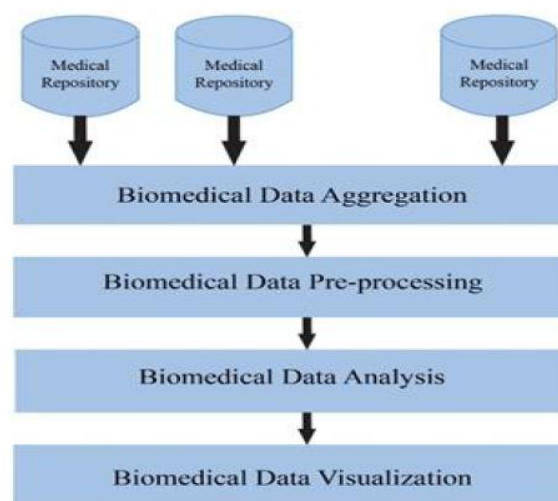 Medical
Repository
Medical
Repository
Medical
Repository
Biomedical Data Aggregation
Biomedical Data Pre-processing
Biomedical Data Analysis
Biomedical Data Visualization